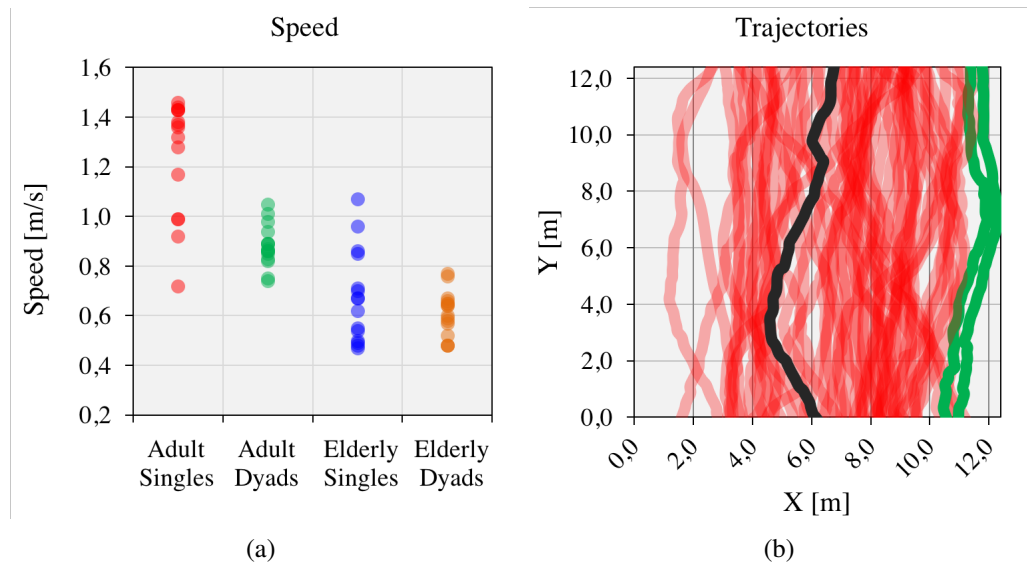 Speed
1,6
1,4
1,2
1,0
0,8
0,6
0,4
0,2
Speed [m/s]
Adult
Singles
Adult
Dyads
Elderly
Singles
Elderly
Dyads
(a)
Trajectories
12,0
10,0
8,0
6,0
4,0
2,0
0,0
Y [m]
0,0
2,0
4,0
6,0
8,0
10,0
12,0
X [m]
(b)